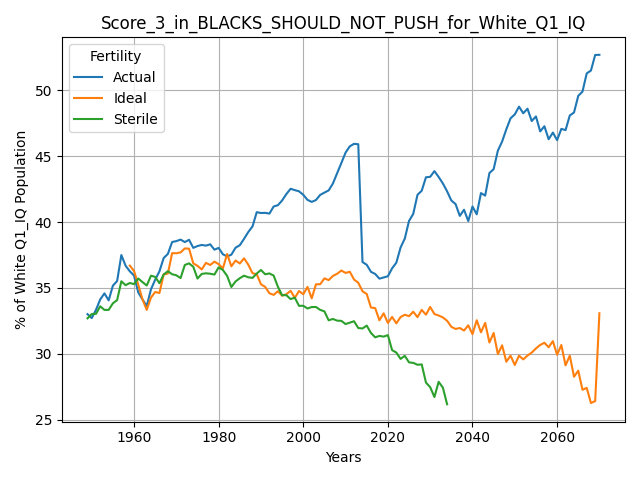 Score_3_in_BLACKS_SHOULD_NOT_PUSH_for_White_Q1_IQ
Fertility
Actual
Ideal
Sterile
% of White Q1_IQ Population
50
45
40
35
30
25
1960
1980
2000
2020
2040
2060
Years